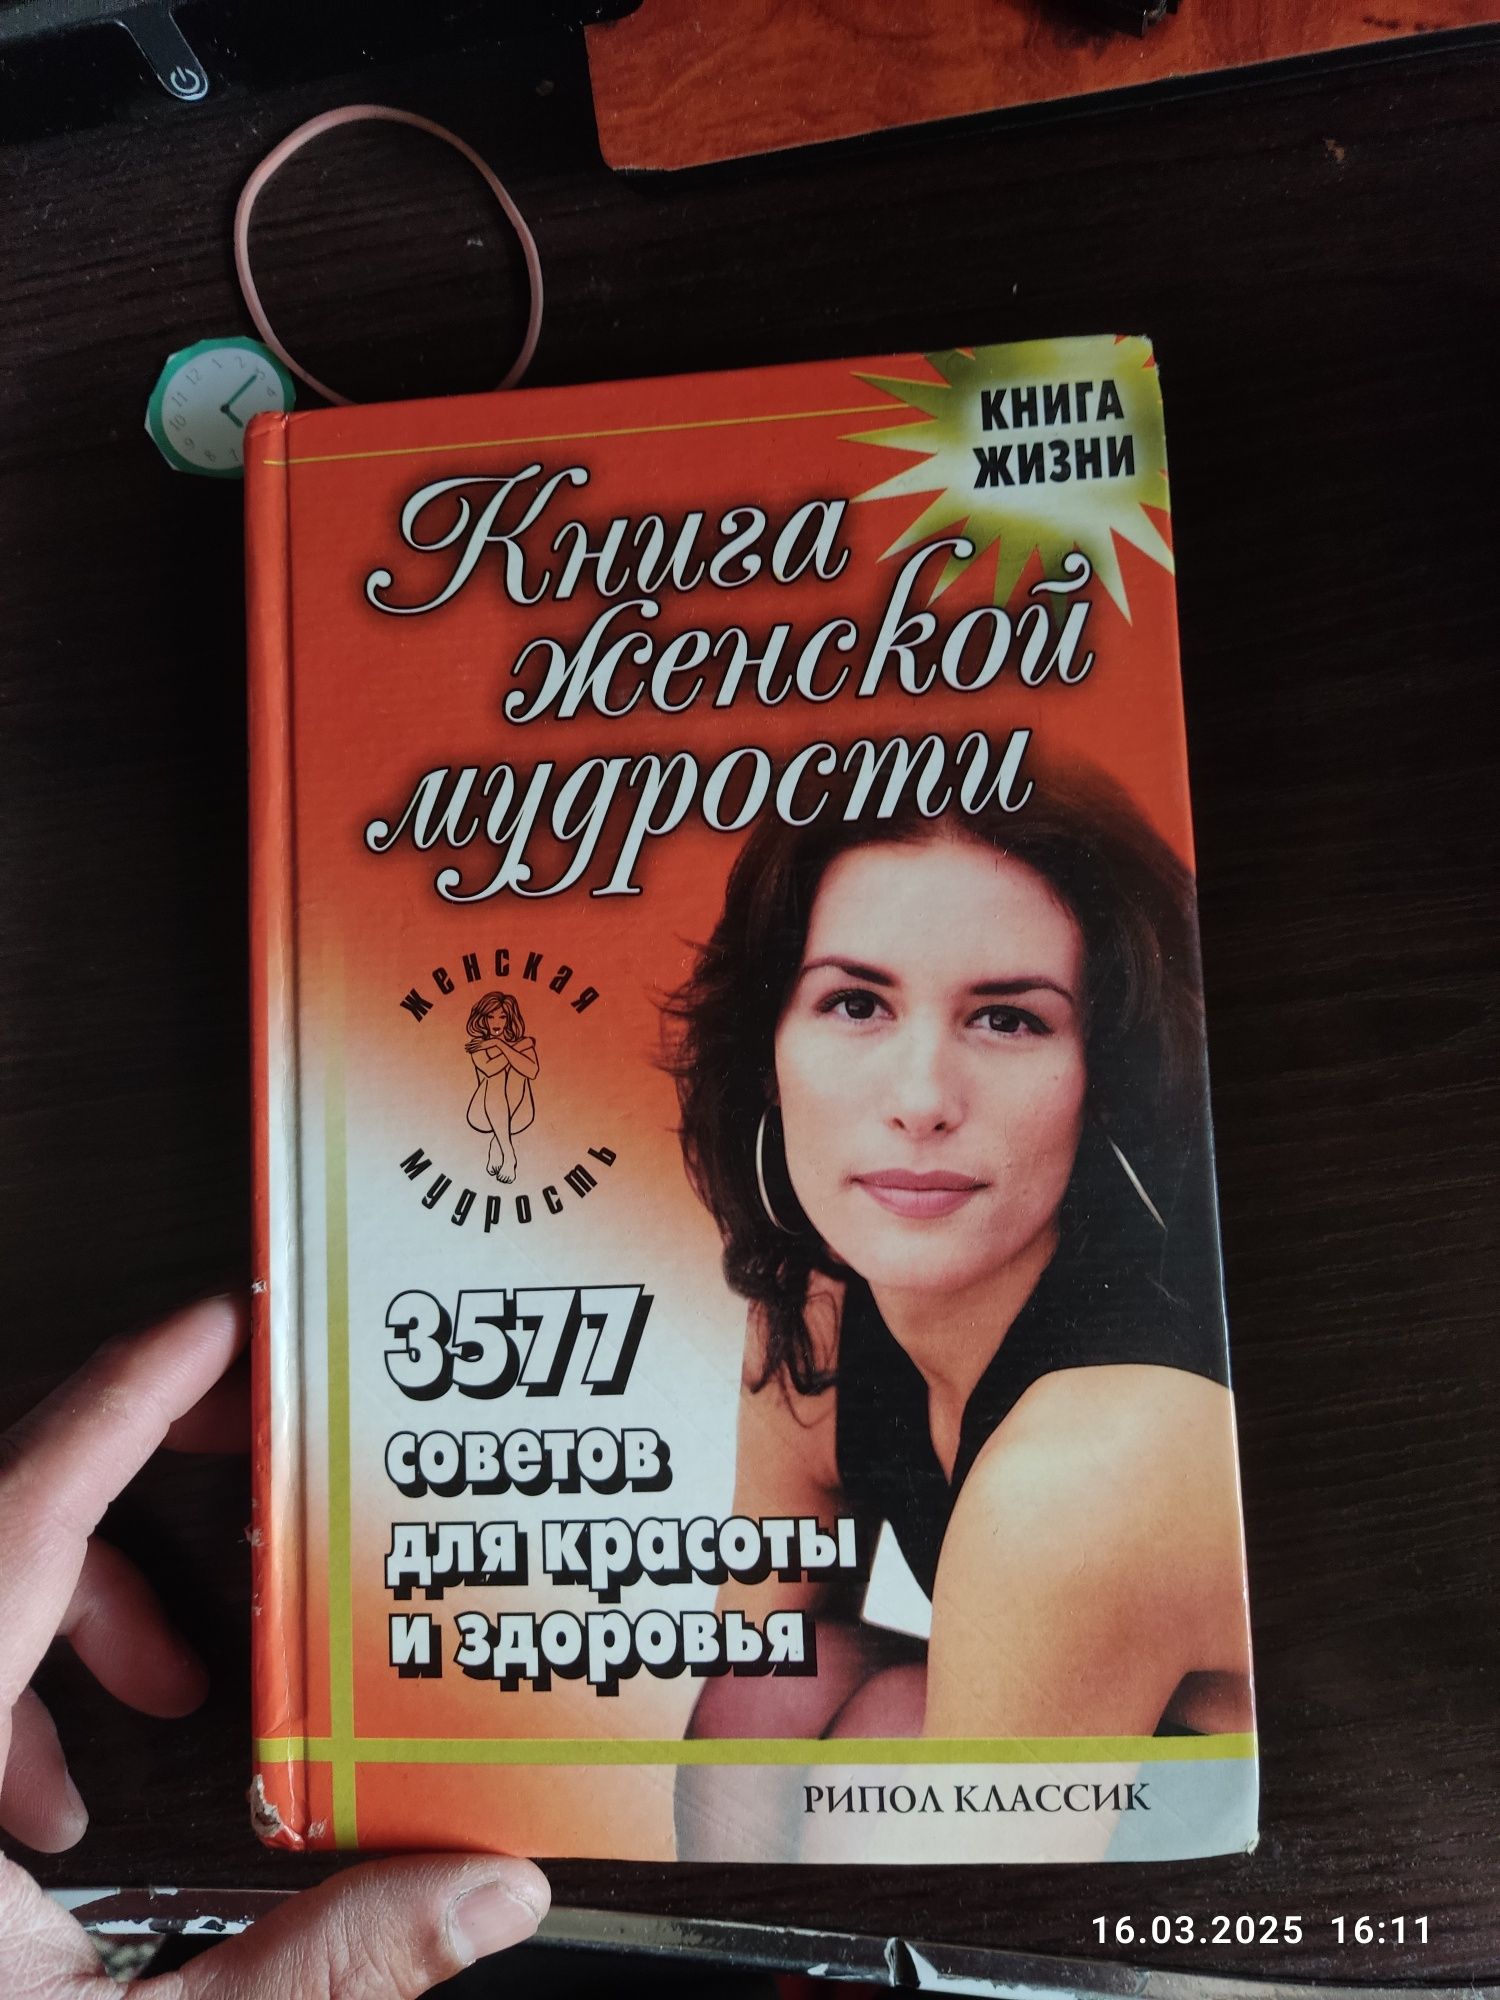 КНИГА
ЖИЗНИ
Книга
женской
мудрости
женская
мудрость
3577
советов
для красоты
и здоровья
РИПОЛ КЛАССИК
16.03.2025 16:11